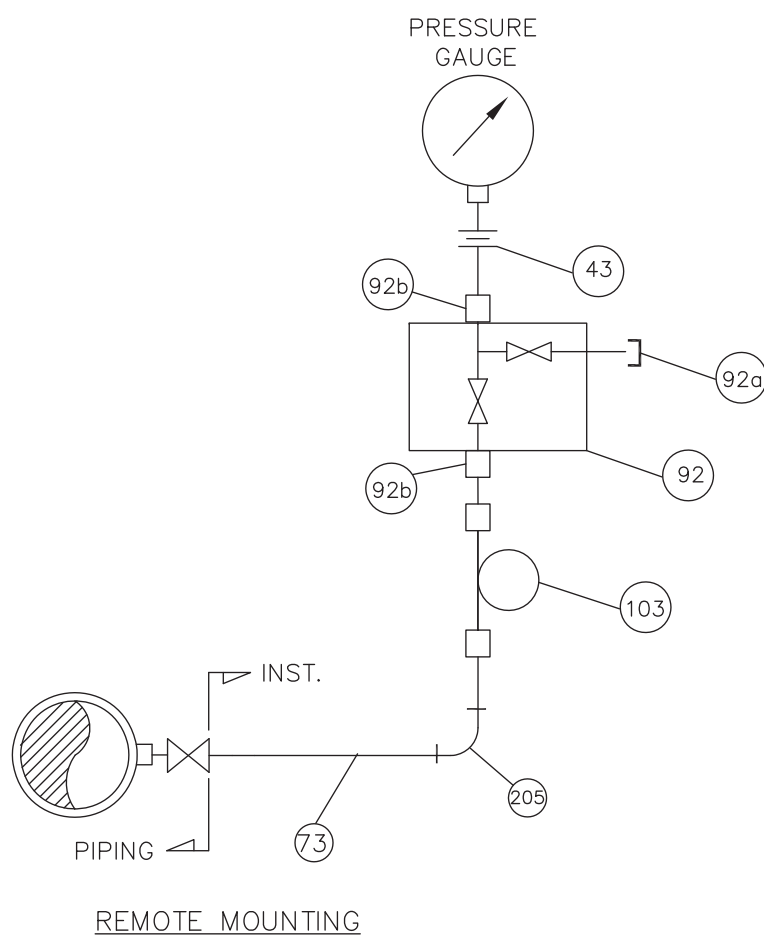 PRESSURE
GAUGE
43
92b
92a
92
92b
103
INST.
205
PIPING
73
REMOTE MOUNTING